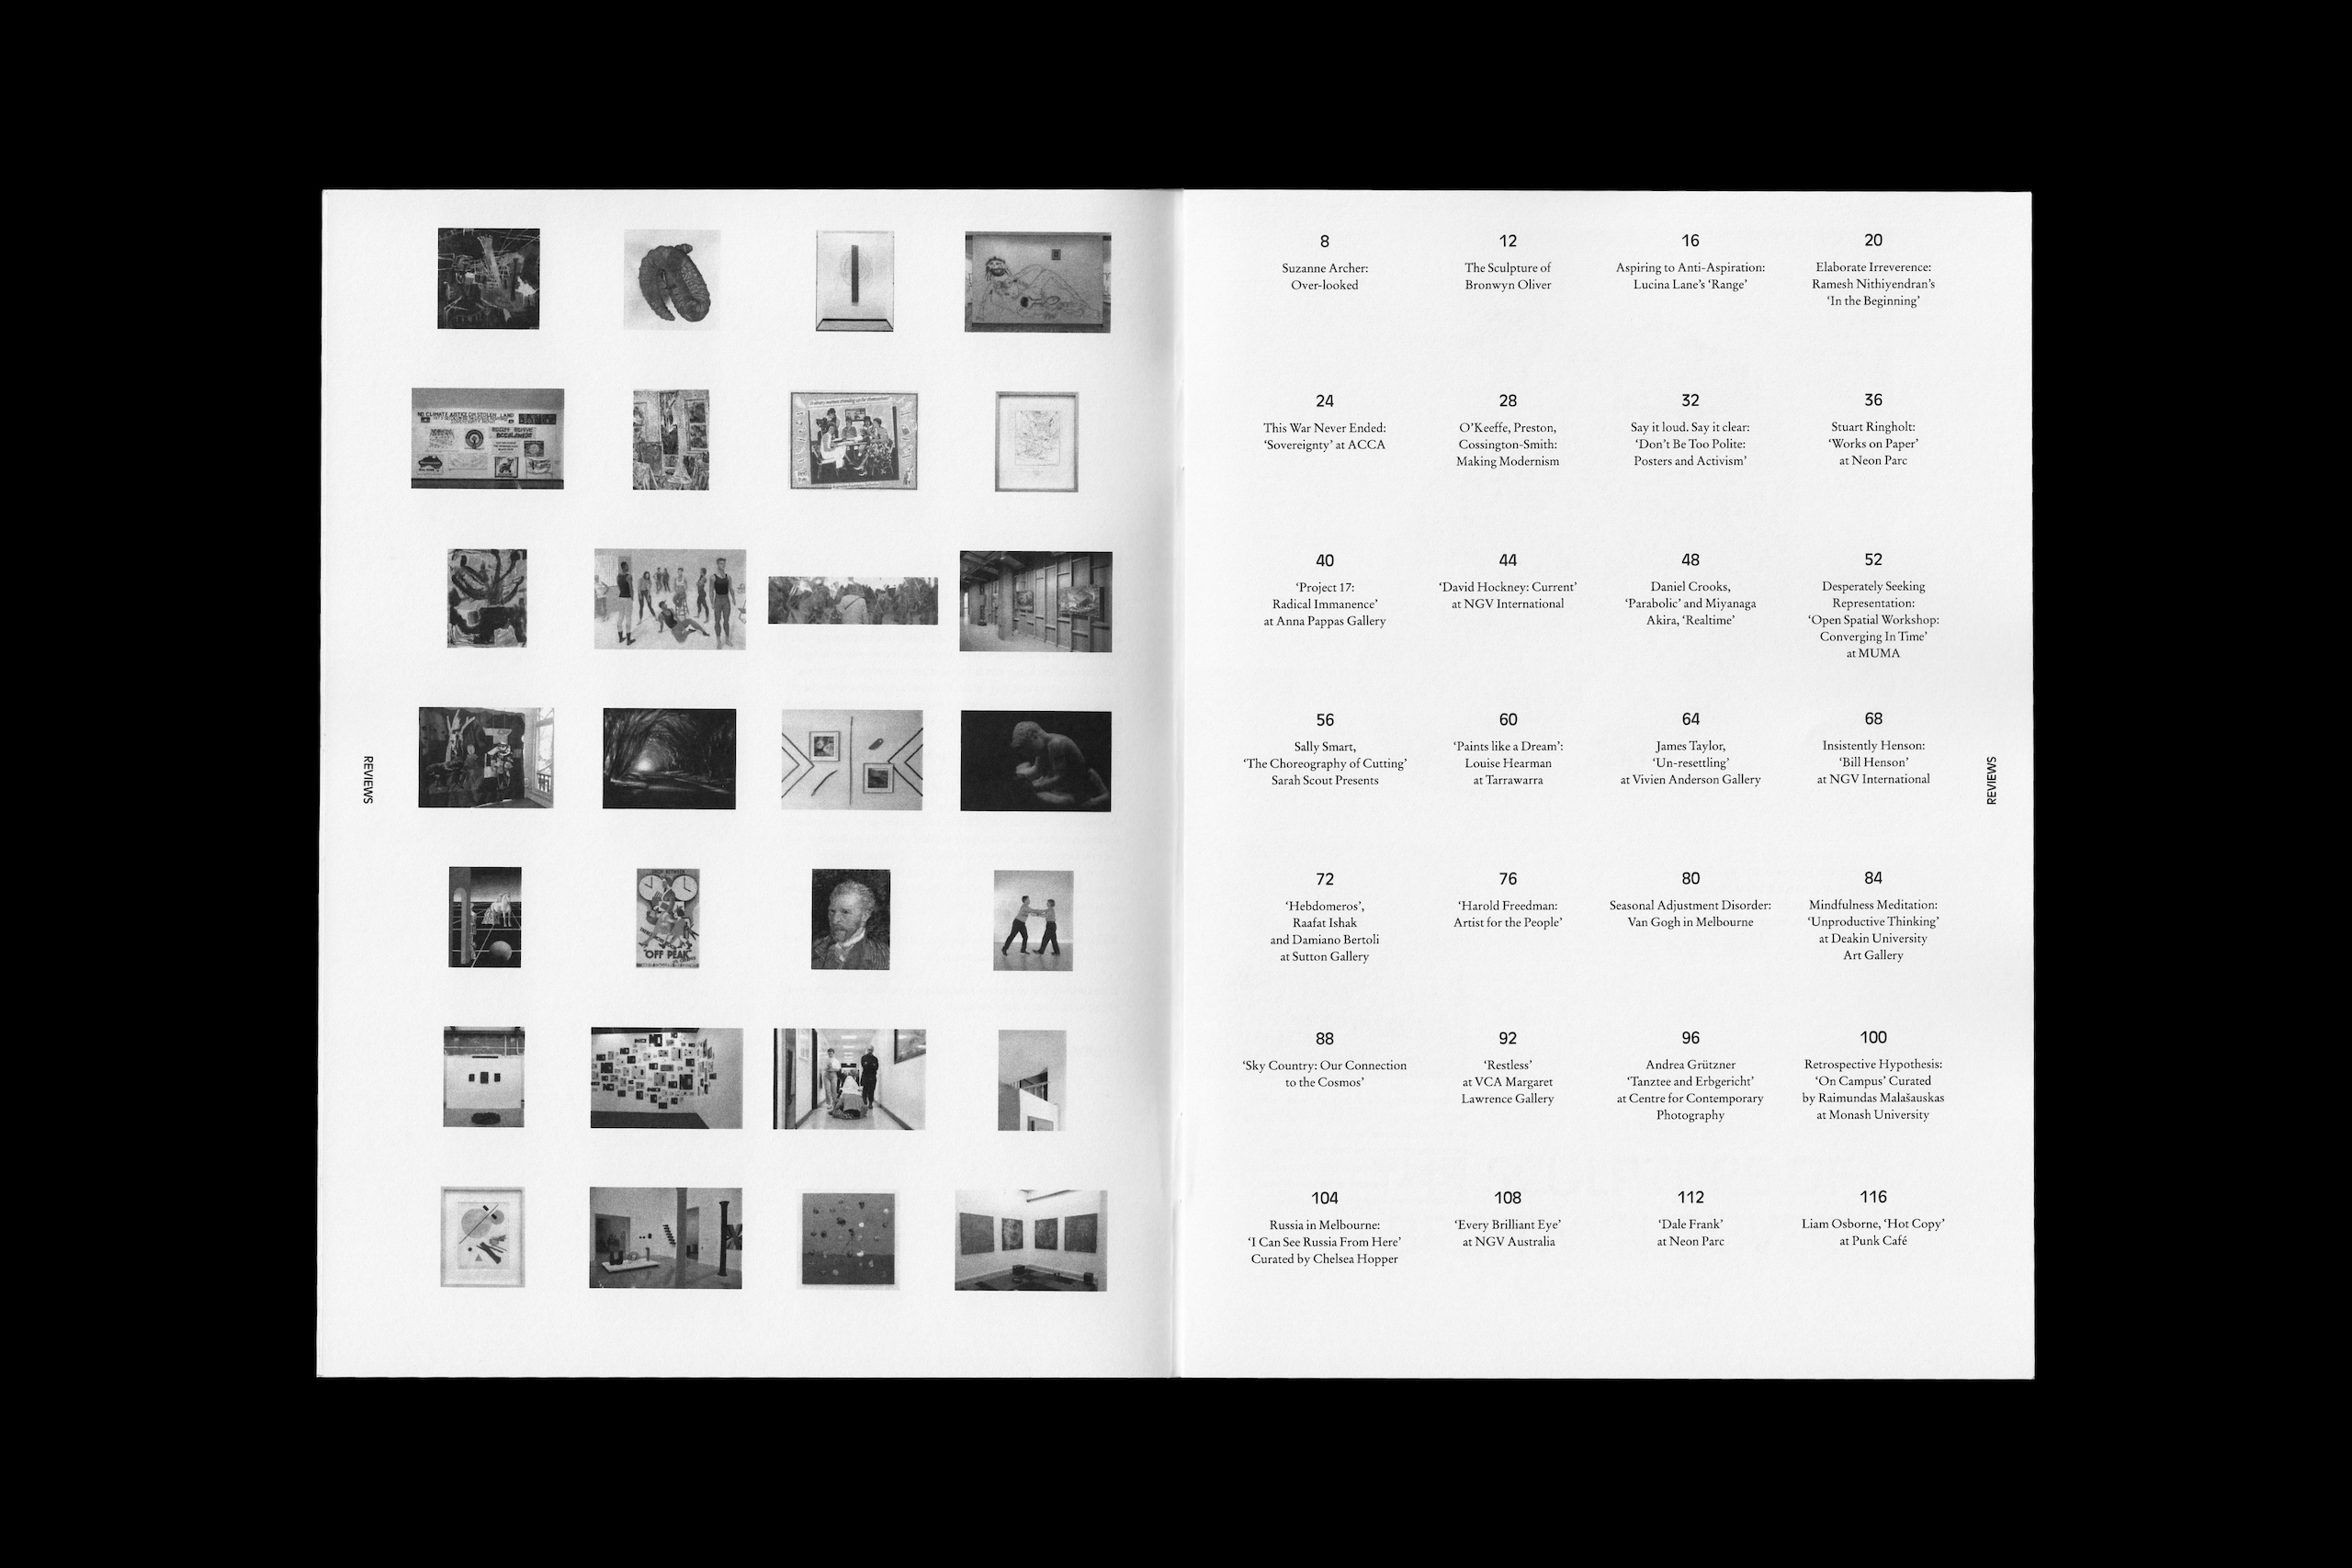 REVIEWS
NO CLIMATE JUSTICE ON STOLEN LAND
"OFF PEAK"
8
Suzanne Archer:
Over-looked
12
The Sculpture of
Bronwyn Oliver
16
Aspiring to Anti-Aspiration:
Lucina Lane’s ‘Range’
20
Elaborate Irreverence:
Ramesh Nithiyendran’s
‘In the Beginning’
24
This War Never Ended:
‘Sovereignty’ at ACCA
28
O’Keeffe, Preston,
Cossington-Smith:
Making Modernism
32
Say it loud. Say it clear:
‘Don’t Be Too Polite:
Posters and Activism’
36
Stuart Ringholt:
‘Works on Paper’
at Neon Parc
40
‘Project 17:
Radical Immanence’
at Anna Pappas Gallery
44
‘David Hockney: Current’
at NGV International
48
Daniel Crooks,
‘Parabolic’ and Miyanaga
Akira, ‘Realtime’
52
Desperately Seeking
Representation:
‘Open Spatial Workshop:
Converging In Time’
at MUMA
56
Sally Smart,
‘The Choreography of Cutting’
Sarah Scout Presents
60
‘Paints like a Dream’:
Louise Hearman
at Tarrawarra
64
James Taylor,
‘Un-resettling’
at Vivien Anderson Gallery
68
Insistently Henson:
‘Bill Henson’
at NGV International
72
‘Hebdomeros’,
Raafat Ishak
and Damiano Bertoli
at Sutton Gallery
76
‘Harold Freedman:
Artist for the People’
80
Seasonal Adjustment Disorder:
Van Gogh in Melbourne
84
Mindfulness Meditation:
‘Unproductive Thinking’
at Deakin University
Art Gallery
88
‘Sky Country: Our Connection
to the Cosmos’
92
‘Restless’
at VCA Margaret
Lawrence Gallery
96
Andrea Grützner
‘Tanztee and Erbgericht’
at Centre for Contemporary
Photography
100
Retrospective Hypothesis:
‘On Campus’ Curated
by Raimundas Malašauskas
at Monash University
104
Russia in Melbourne:
‘I Can See Russia From Here’
Curated by Chelsea Hopper
108
‘Every Brilliant Eye’
at NGV Australia
112
‘Dale Frank’
at Neon Parc
116
Liam Osborne, ‘Hot Copy’
at Punk Café
REVIEWS